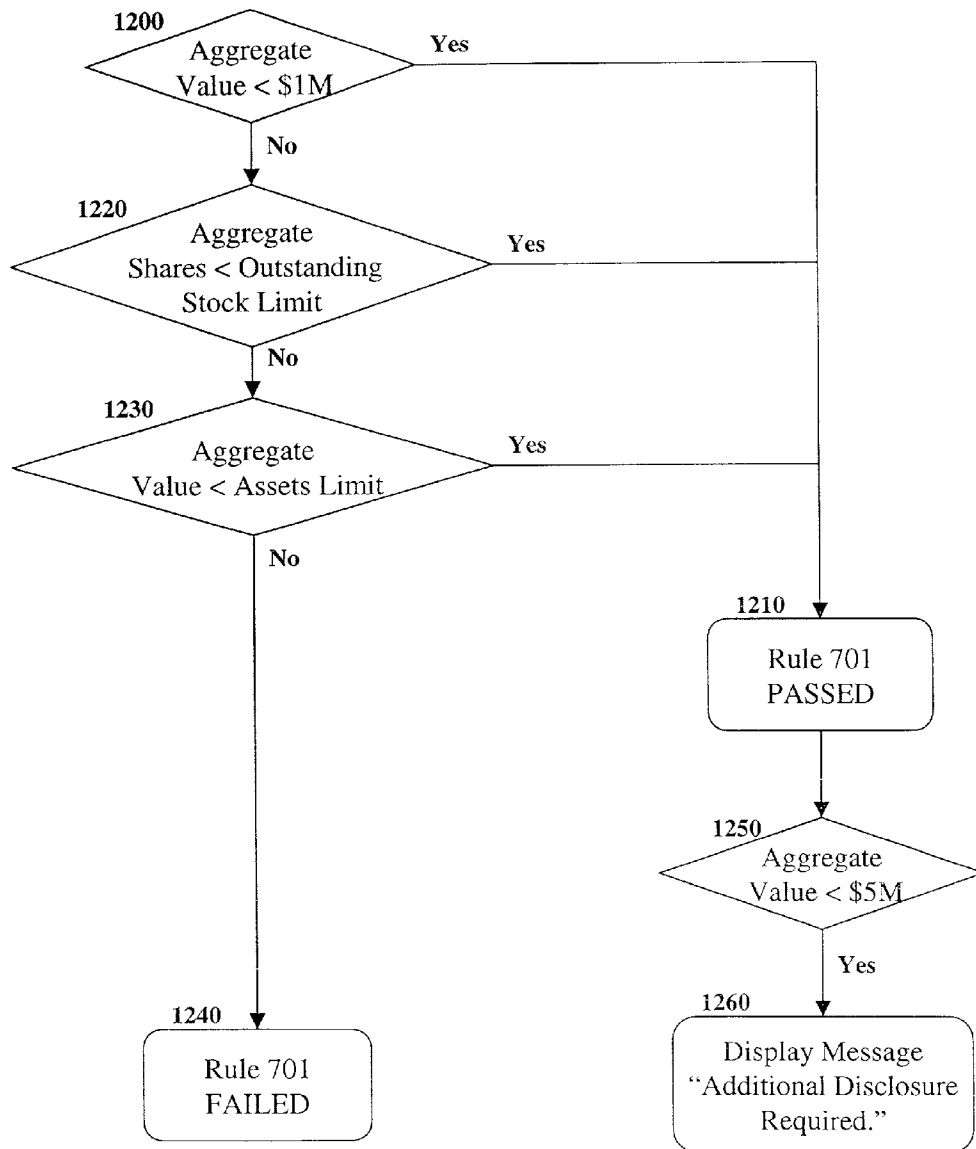 1200
Aggregate
Value < $1M
Yes
No
1220
Aggregate
Shares < Outstanding
Stock Limit
Yes
No
1230
Aggregate
Value < Assets Limit
Yes
No
1210
Rule 701
PASSED
1250
Aggregate
Value < $5M
Yes
1240
Rule 701
FAILED
1260
Display Message
“Additional Disclosure
Required.”